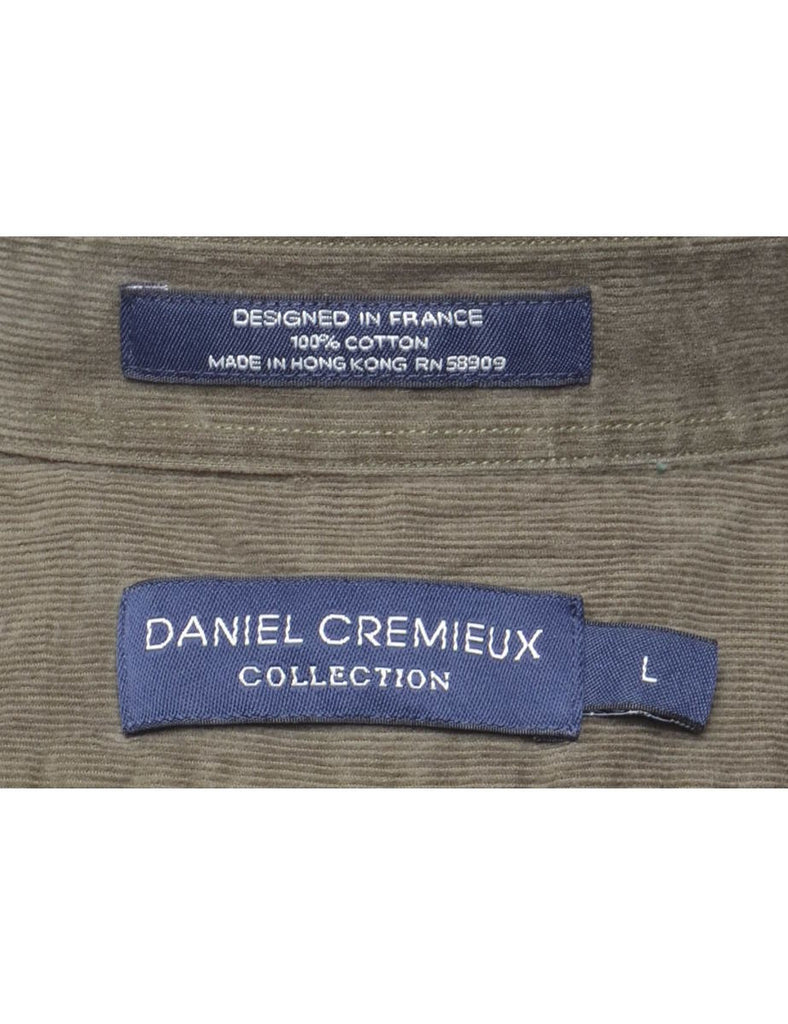 DESIGNED IN FRANCE
100% COTTON
MADE IN HONG KONG RN 58909
DANIEL CREMIEUX
COLLECTION
L